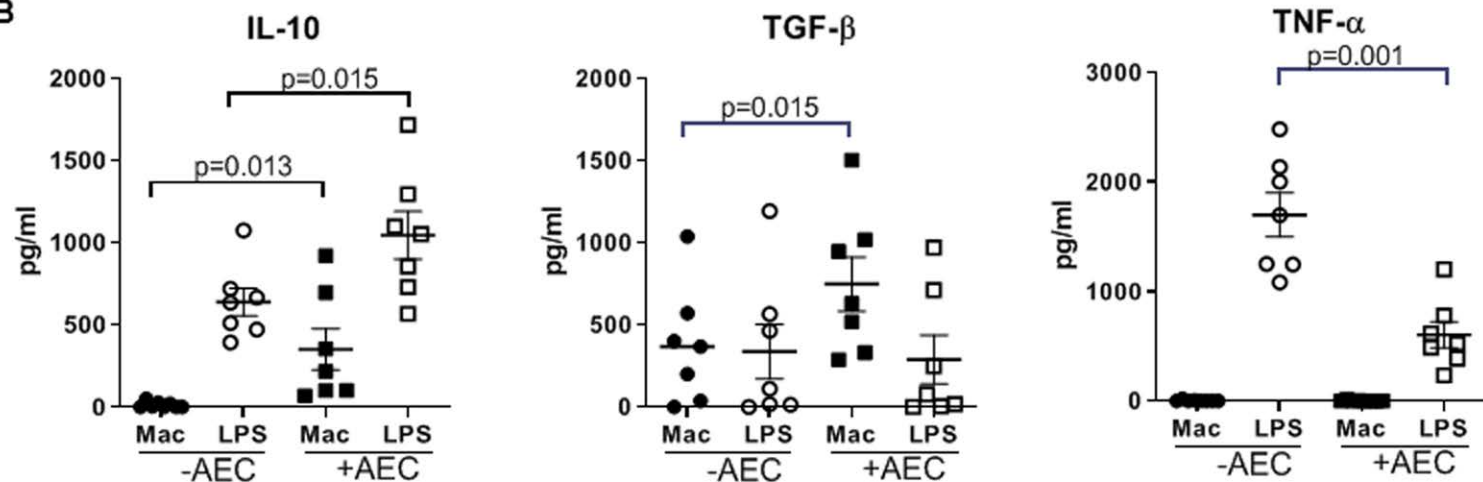 B
IL-10
pg/ml
2000
1500
1000
500
0
p=0.015
p=0.013
Mac LPS Mac LPS
-AEC +AEC
TGF-β
pg/ml
2000
1500
1000
500
0
p=0.015
Mac LPS Mac LPS
-AEC +AEC
TNF-α
pg/ml
3000
2000
1000
0
p=0.001
Mac LPS Mac LPS
-AEC +AEC